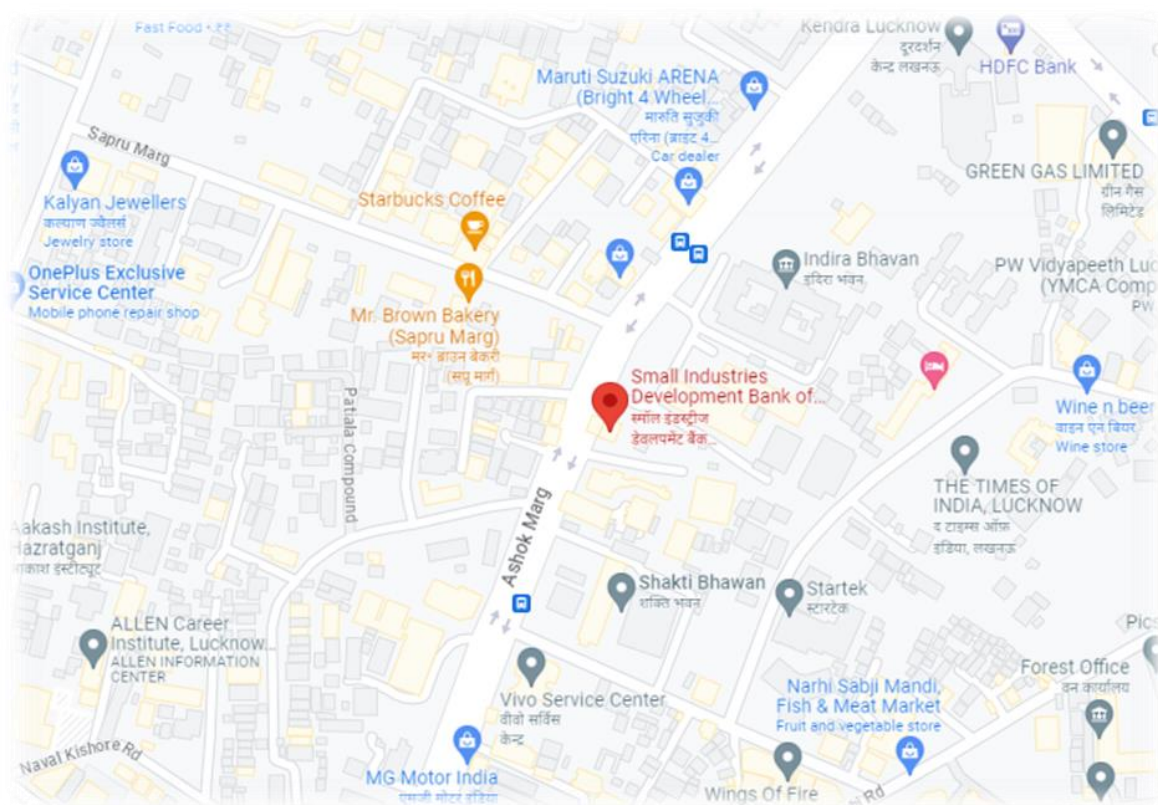 Fast Food • ₹₹
Kendra Lucknow
दूरदर्शन
केन्द्र लखनऊ
HDFC Bank
Maruti Suzuki ARENA
(Bright 4 Wheel...
मारुति सुजुकी
एरिना (ब्राइट 4...
Car dealer
Sapru Marg
GREEN GAS LIMITED
ग्रीन गैस
लिमिटेड
Kalyan Jewellers
कल्याण ज्वैलर्स
Jewelry store
Starbucks Coffee
Indira Bhavan
इंदिरा भवन
PW Vidyapeeth Luc
(YMCA Comp
PW
OnePlus Exclusive
Service Center
Mobile phone repair shop
Mr. Brown Bakery
(Sapru Marg)
मर॰ ब्राउन बेकरी
(सप्रू मार्ग)
Small Industries
Development Bank of...
स्मॉल इंडस्ट्रीज
डेवलपमेंट बैंक...
Patiala Compound
Wine n beer
वाइन एन बियर
Wine store
THE TIMES OF
INDIA, LUCKNOW
द टाइम्स ऑफ़
इंडिया, लखनऊ
Ashok Marg
Aakash Institute,
Hazratganj
आकाश इंस्टीट्यूट
Shakti Bhawan
शक्ति भवन
Startek
स्टारटेक
ALLEN Career
Institute, Lucknow...
ALLEN INFORMATION
CENTER
Pics
Forest Office
वन कार्यालय
Vivo Service Center
वीवो सर्विस
केन्द्र
Narhi Sabji Mandi,
Fish & Meat Market
Fruit and vegetable store
Naval Kishore Rd
MG Motor India
एमजी मोटर इंडिया
Wings Of Fire
Rd